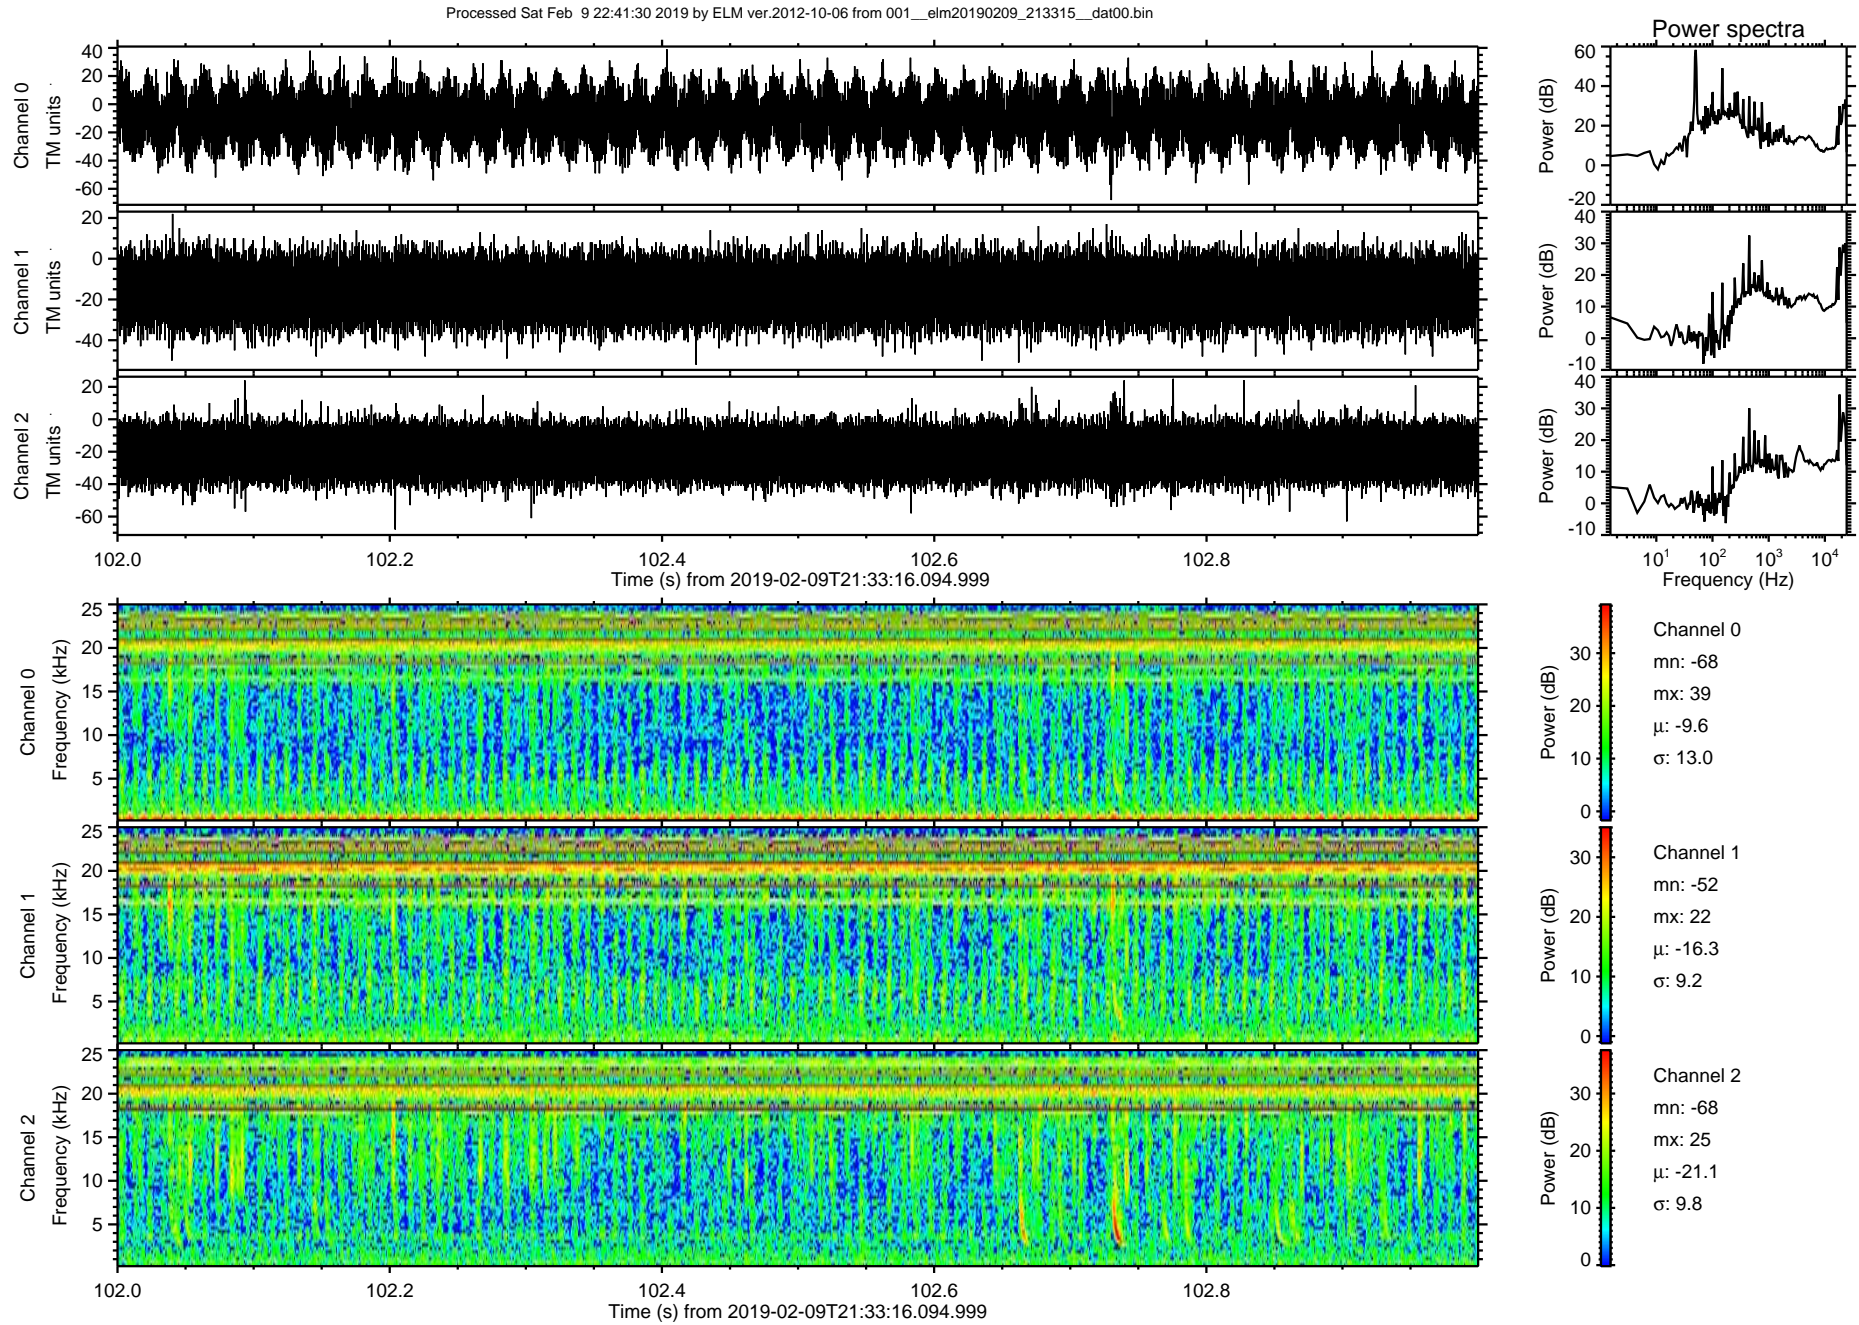 Processed Sat Feb  9 22:41:30 2019 by ELM ver.2012-10-06 from 001__elm20190209_213315__dat00.bin
Power spectra
Channel 0
TM units
40
20
0
-20
-40
-60
Power (dB)
60
40
20
0
-20
Channel 1
TM units
20
0
-20
-40
Power (dB)
40
30
20
10
0
-10
Channel 2
TM units
20
0
-20
-40
-60
Power (dB)
40
30
20
10
0
-10
102.0 102.2 102.4 102.6 102.8
Time (s) from 2019-02-09T21:33:16.094.999
10¹ 10² 10³ 10⁴
Frequency (Hz)
Channel 0
Frequency (kHz)
25
20
15
10
5
Power (dB)
30
20
10
0
Channel 0
mn: -68
mx: 39
μ: -9.6
σ: 13.0
Channel 1
Frequency (kHz)
25
20
15
10
5
Power (dB)
30
20
10
0
Channel 1
mn: -52
mx: 22
μ: -16.3
σ: 9.2
Channel 2
Frequency (kHz)
25
20
15
10
5
Power (dB)
30
20
10
0
Channel 2
mn: -68
mx: 25
μ: -21.1
σ: 9.8
102.0 102.2 102.4 102.6 102.8
Time (s) from 2019-02-09T21:33:16.094.999